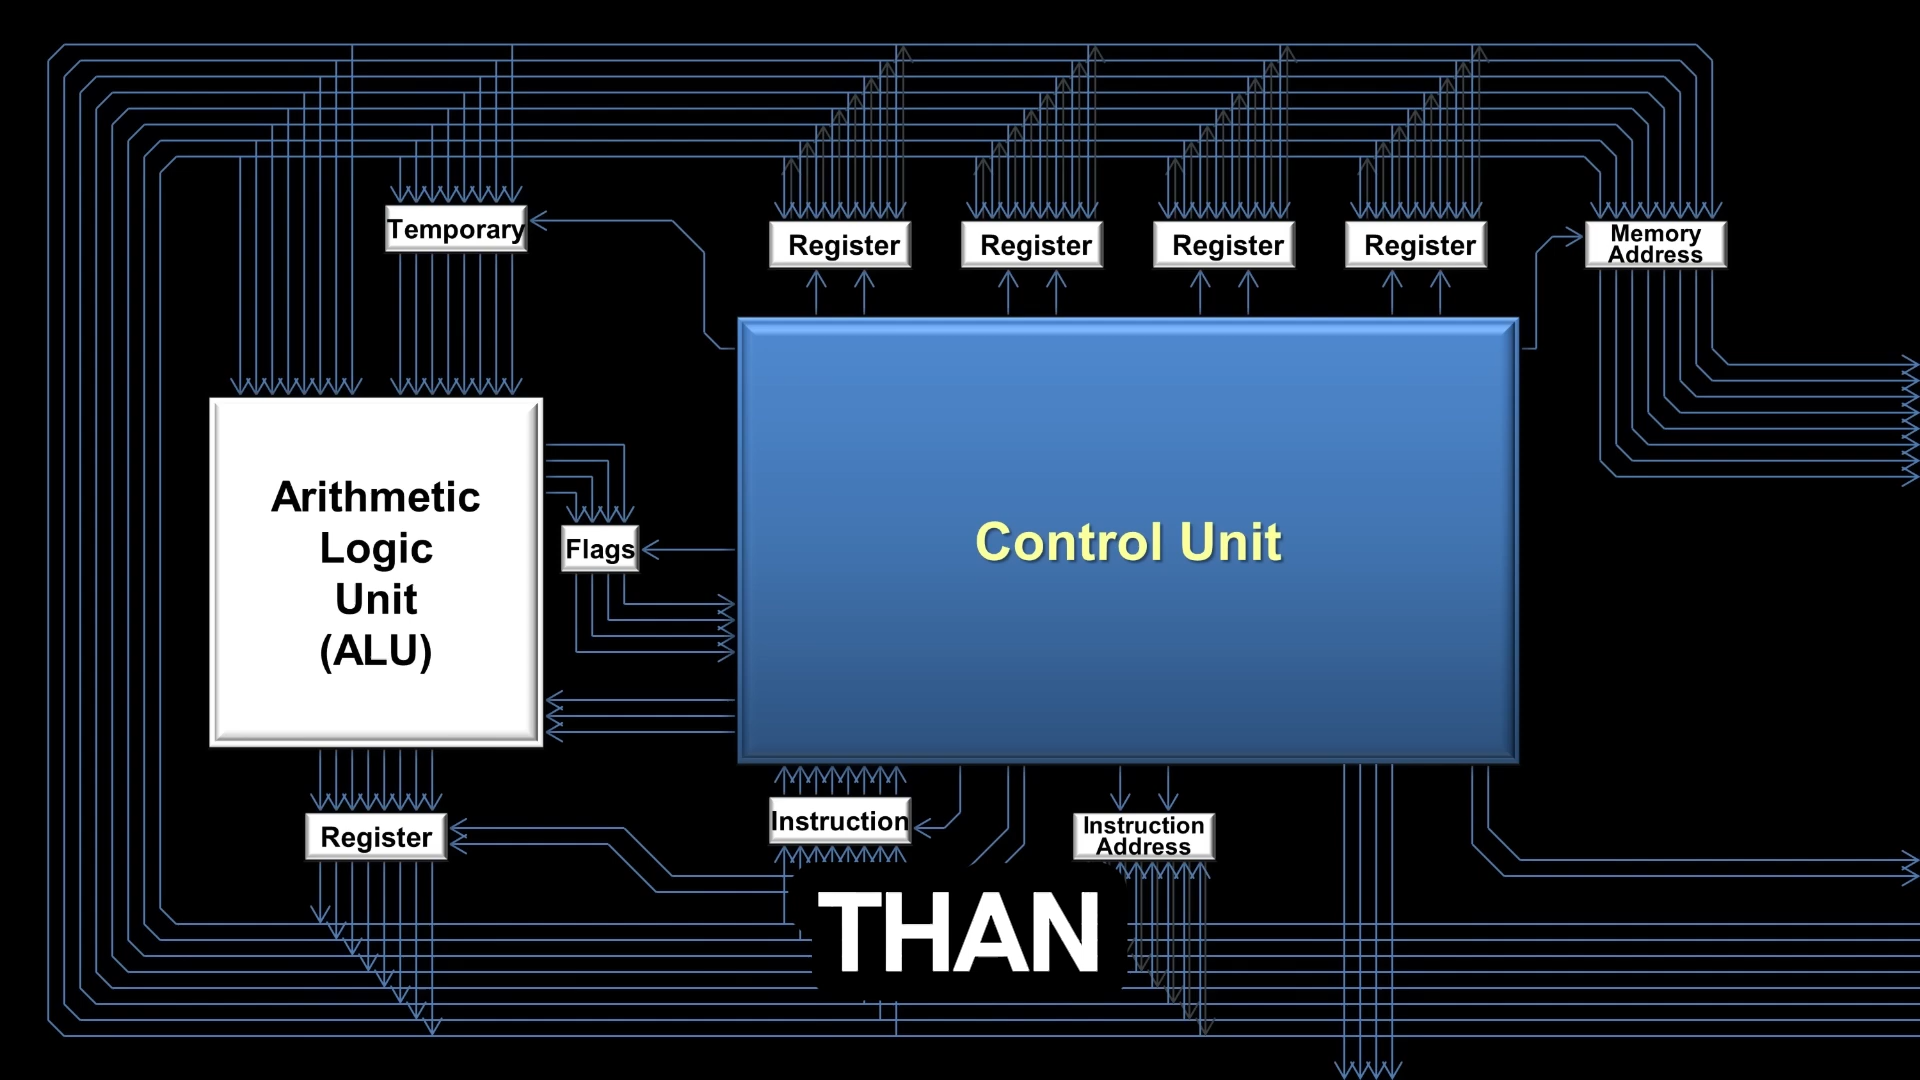 Temporary
Register
Register
Register
Register
Memory
Address
Arithmetic
Logic
Unit
(ALU)
Flags
Control Unit
Register
Instruction
Instruction
Address
THAN